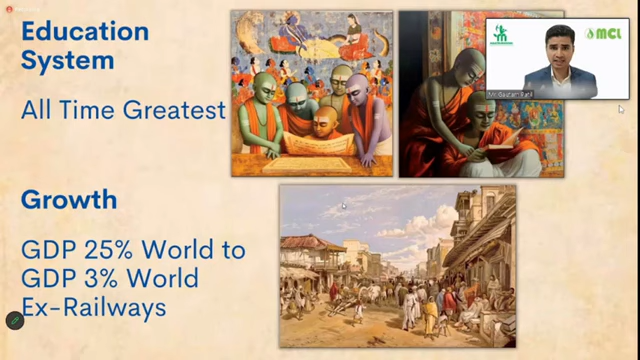 Education
System
All Time Greatest
Growth
GDP 25% World to
GDP 3% World
Ex-Railways
MCL